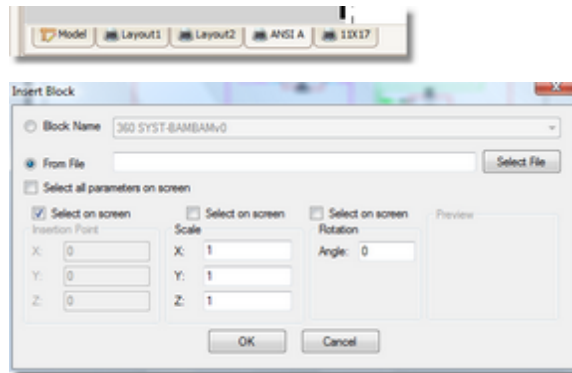 Model Layout1 Layout2 ANSI A 11X17
Insert Block
Block Name 360 SYST-BAMBAMv0
From File Select File
Select all parameters on screen
Select on screen Select on screen Select on screen Preview
Insertion Point Scale Rotation
X: 0 X: 1 Angle: 0
Y: 0 Y: 1
Z: 0 Z: 1
OK Cancel